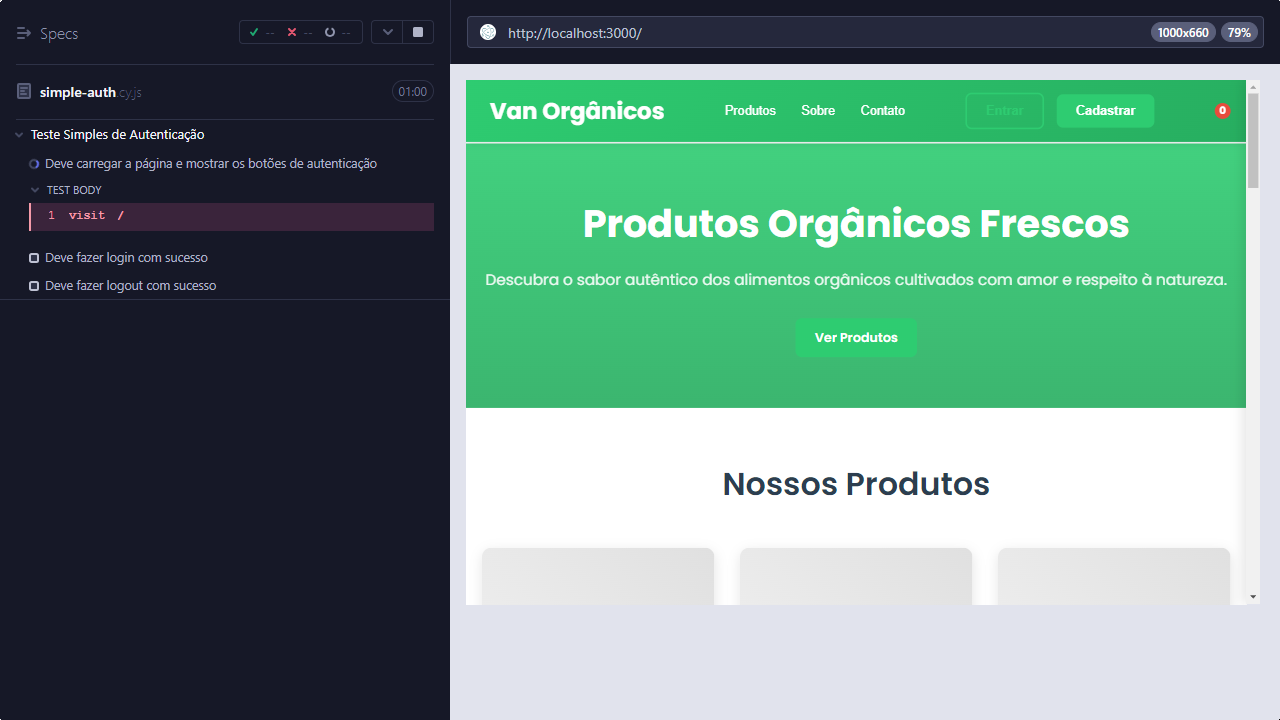 Specs
-- -- --
simple-auth.cy.js 01:00
Teste Simples de Autenticação
Deve carregar a página e mostrar os botões de autenticação
TEST BODY
1 visit /
Deve fazer login com sucesso
Deve fazer logout com sucesso
http://localhost:3000/ 1000x660 79%
Van Orgânicos Produtos Sobre Contato Entrar Cadastrar 0
Produtos Orgânicos Frescos
Descubra o sabor autêntico dos alimentos orgânicos cultivados com amor e respeito à natureza.
Ver Produtos
Nossos Produtos